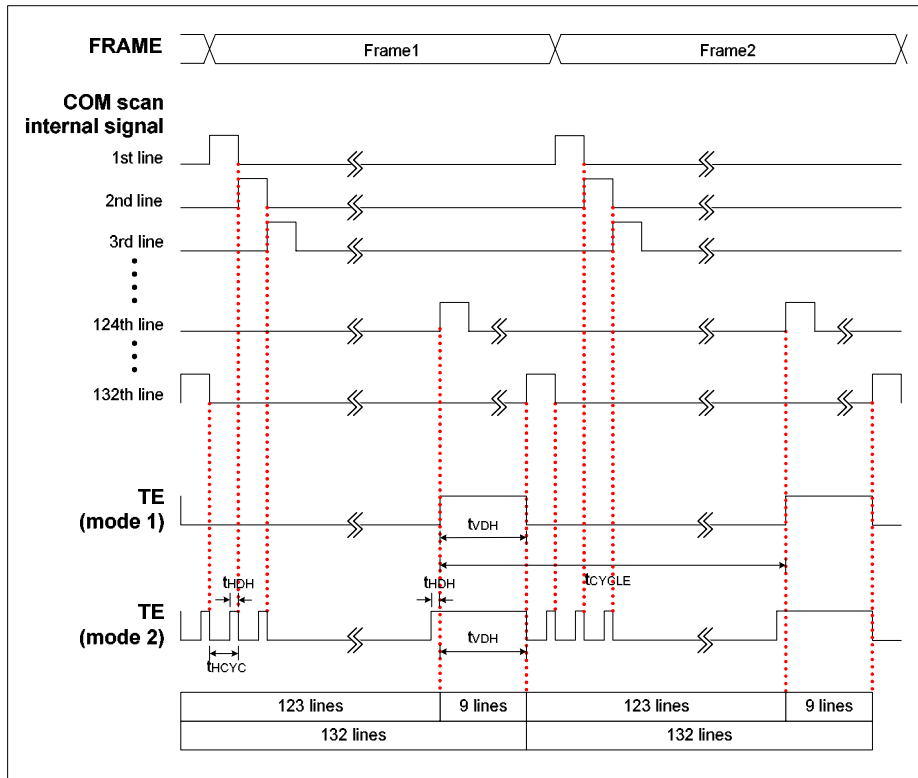 FRAME
Frame1
Frame2
COM scan
internal signal
1st line
2nd line
3rd line
124th line
132th line
TE
(mode 1)
tVDH
tHDH
tHDH
tCYCLE
TE
(mode 2)
tVDH
tHCYC
123 lines
9 lines
123 lines
9 lines
132 lines
132 lines